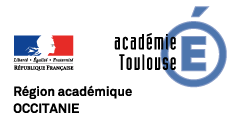 académie
Toulouse
É
Liberté • Égalité • Fraternité
RÉPUBLIQUE FRANÇAISE
Région académique
OCCITANIE